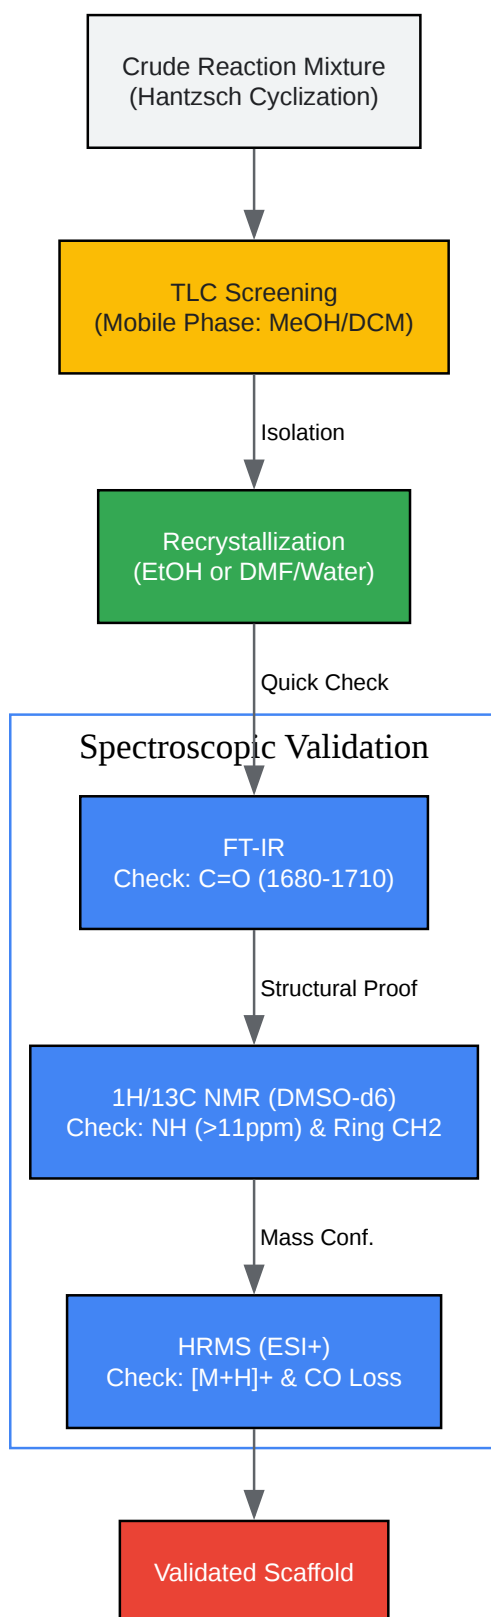 Crude Reaction Mixture
(Hantzsch Cyclization)
TLC Screening
(Mobile Phase: MeOH/DCM)
Isolation
Recrystallization
(EtOH or DMF/Water)
Quick Check
Spectroscopic Validation
FT-IR
Check: C=O (1680-1710)
Structural Proof
1H/13C NMR (DMSO-d6)
Check: NH (>11ppm) & Ring CH2
Mass Conf.
HRMS (ESI+)
Check: [M+H]+ & CO Loss
Validated Scaffold